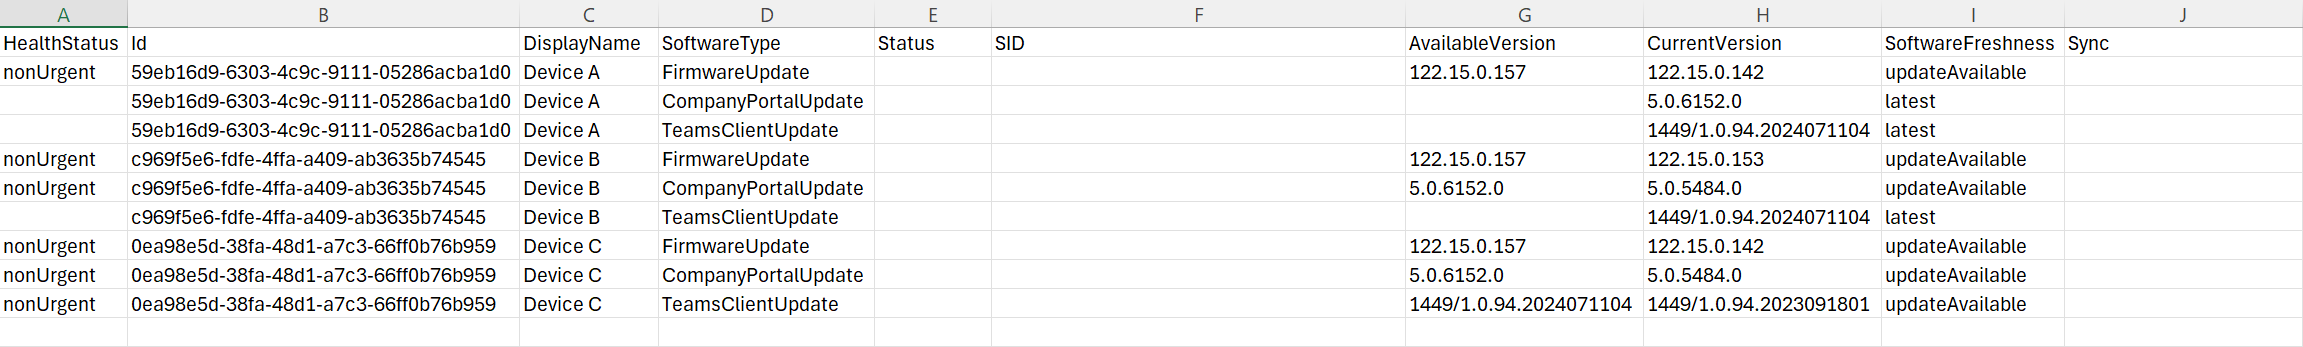 A B C D E F G H I J
HealthStatus Id DisplayName SoftwareType Status SID AvailableVersion CurrentVersion SoftwareFreshness Sync
nonUrgent 59eb16d9-6303-4c9c-9111-05286acba1d0 Device A FirmwareUpdate 122.15.0.157 122.15.0.142 updateAvailable
59eb16d9-6303-4c9c-9111-05286acba1d0 Device A CompanyPortalUpdate 5.0.6152.0 latest
59eb16d9-6303-4c9c-9111-05286acba1d0 Device A TeamsClientUpdate 1449/1.0.94.2024071104 latest
nonUrgent c969f5e6-fdfe-4ffa-a409-ab3635b74545 Device B FirmwareUpdate 122.15.0.157 122.15.0.153 updateAvailable
nonUrgent c969f5e6-fdfe-4ffa-a409-ab3635b74545 Device B CompanyPortalUpdate 5.0.6152.0 5.0.5484.0 updateAvailable
c969f5e6-fdfe-4ffa-a409-ab3635b74545 Device B TeamsClientUpdate 1449/1.0.94.2024071104 latest
nonUrgent 0ea98e5d-38fa-48d1-a7c3-66ff0b76b959 Device C FirmwareUpdate 122.15.0.157 122.15.0.142 updateAvailable
nonUrgent 0ea98e5d-38fa-48d1-a7c3-66ff0b76b959 Device C CompanyPortalUpdate 5.0.6152.0 5.0.5484.0 updateAvailable
nonUrgent 0ea98e5d-38fa-48d1-a7c3-66ff0b76b959 Device C TeamsClientUpdate 1449/1.0.94.2024071104 1449/1.0.94.2023091801 updateAvailable